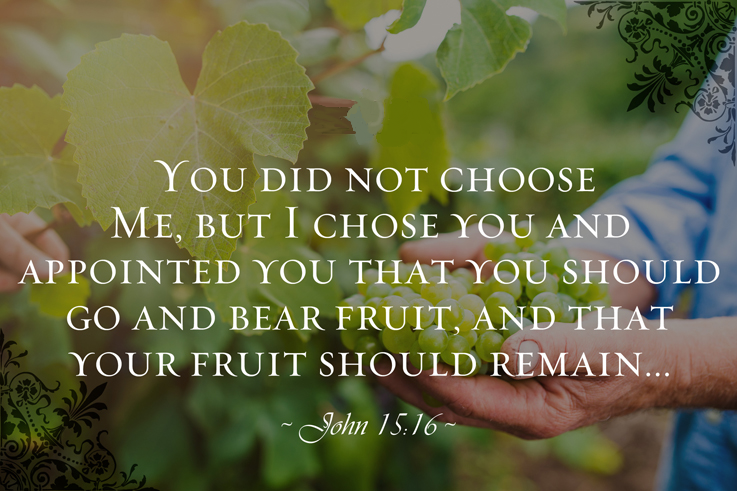 You did not choose
Me, but I chose you and
appointed you that you should
go and bear fruit, and that
your fruit should remain...
~ John 15:16 ~